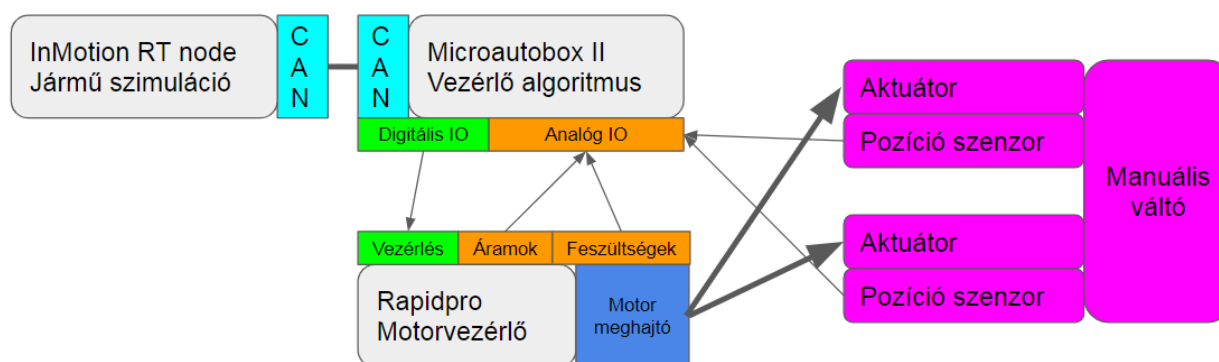 InMotion RT node
Jármű szimuláció
C
A
N
C
A
N
Microautobox II
Vezérlő algoritmus
Digitális IO
Analóg IO
Aktuátor
Pozíció szenzor
Aktuátor
Pozíció szenzor
Manuális
váltó
Vezérlés
Áramok
Feszültségek
Rapidpro
Motorvezérlő
Motor
meghajtó